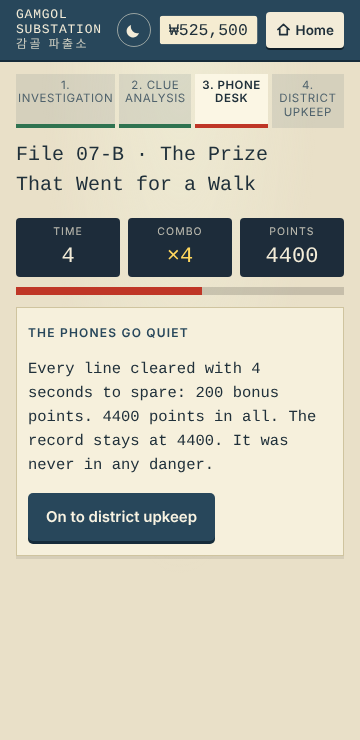 GAMGOL
SUBSTATION
감골 파출소
₩525,500
Home
1.
INVESTIGATION
2. CLUE
ANALYSIS
3. PHONE
DESK
4.
DISTRICT
UPKEEP
File 07-B · The Prize
That Went for a Walk
TIME
4
COMBO
×4
POINTS
4400
THE PHONES GO QUIET
Every line cleared with 4
seconds to spare: 200 bonus
points. 4400 points in all. The
record stays at 4400. It was
never in any danger.
On to district upkeep